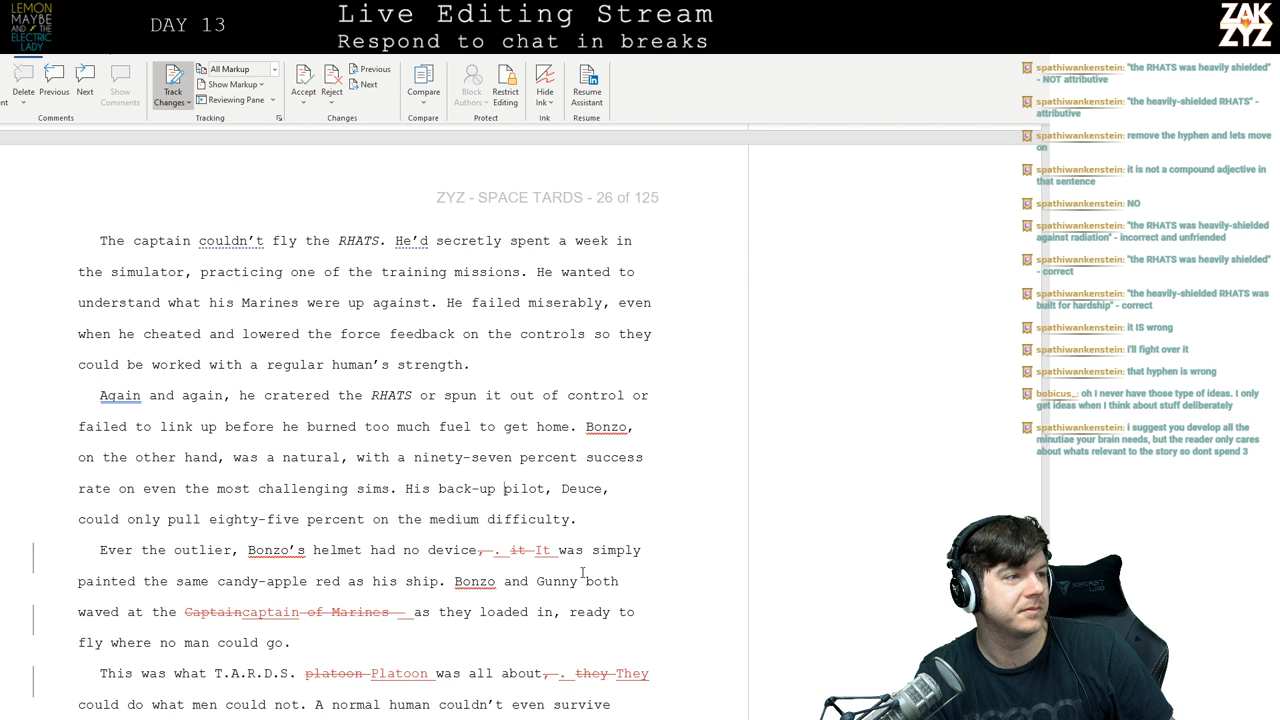 LEMON
MAYBE
AND THE
ELECTRIC
LADY
DAY 13
Live Editing Stream
Respond to chat in breaks
ZAK
ZYZ
Delete
Previous
Next
Show
Comments
Comments
Track
Changes
All Markup
Show Markup
Reviewing Pane
Tracking
Accept
Reject
Previous
Next
Changes
Compare
Compare
Block
Authors
Restrict
Editing
Protect
Hide
Ink
Ink
Resume
Assistant
Resume
ZYZ - SPACE TARDS - 26 of 125
The captain couldn't fly the RHATS. He'd secretly spent a week in
the simulator, practicing one of the training missions. He wanted to
understand what his Marines were up against. He failed miserably, even
when he cheated and lowered the force feedback on the controls so they
could be worked with a regular human's strength.
Again and again, he cratered the RHATS or spun it out of control or
failed to link up before he burned too much fuel to get home. Bonzo,
on the other hand, was a natural, with a ninety-seven percent success
rate on even the most challenging sims. His back-up pilot, Deuce,
could only pull eighty-five percent on the medium difficulty.
Ever the outlier, Bonzo's helmet had no device, . it It was simply
painted the same candy-apple red as his ship. Bonzo and Gunny both
waved at the Captaincaptain of Marines as they loaded in, ready to
fly where no man could go.
This was what T.A.R.D.S. platoon Platoon was all about, . they They
could do what men could not. A normal human couldn't even survive
spathiwankenstein: "the RHATS was heavily shielded"
- NOT attributive
spathiwankenstein: "the heavily-shielded RHATS" -
attributive
spathiwankenstein: remove the hyphen and lets move
on
spathiwankenstein: it is not a compound adjective in
that sentence
spathiwankenstein: NO
spathiwankenstein: "the RHATS was heavily-shielded
against radiation" - incorrect and unfriended
spathiwankenstein: "the RHATS was heavily shielded"
- correct
spathiwankenstein: "the heavily-shielded RHATS was
built for hardship" - correct
spathiwankenstein: it IS wrong
spathiwankenstein: i'll fight over it
spathiwankenstein: that hyphen is wrong
bobicus_: oh I never have those type of ideas. I only
get ideas when I think about stuff deliberately
spathiwankenstein: i suggest you develop all the
minutiae your brain needs, but the reader only cares
about whats relevant to the story so dont spend 3
SECRET
LAB